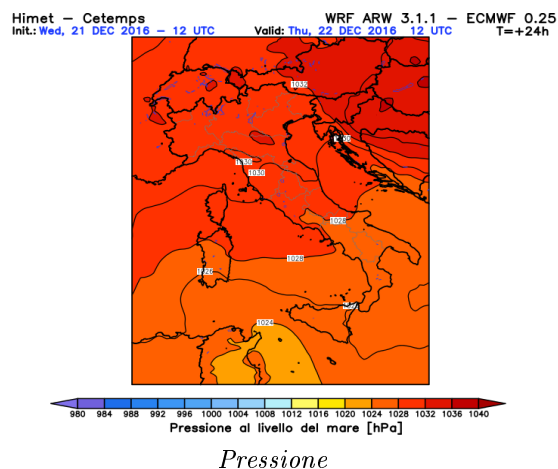 Himet – Cetemps WRF ARW 3.1.1 – ECMWF 0.25
Init.: Wed, 21 DEC 2016 – 12 UTC Valid: Thu, 22 DEC 2016 12 UTC T=+24h
1032
1030
1030
1028
1028
1026
1024
980 984 988 992 996 1000 1004 1008 1012 1016 1020 1024 1028 1032 1036 1040
Pressione al livello del mare [hPa]
Pressione